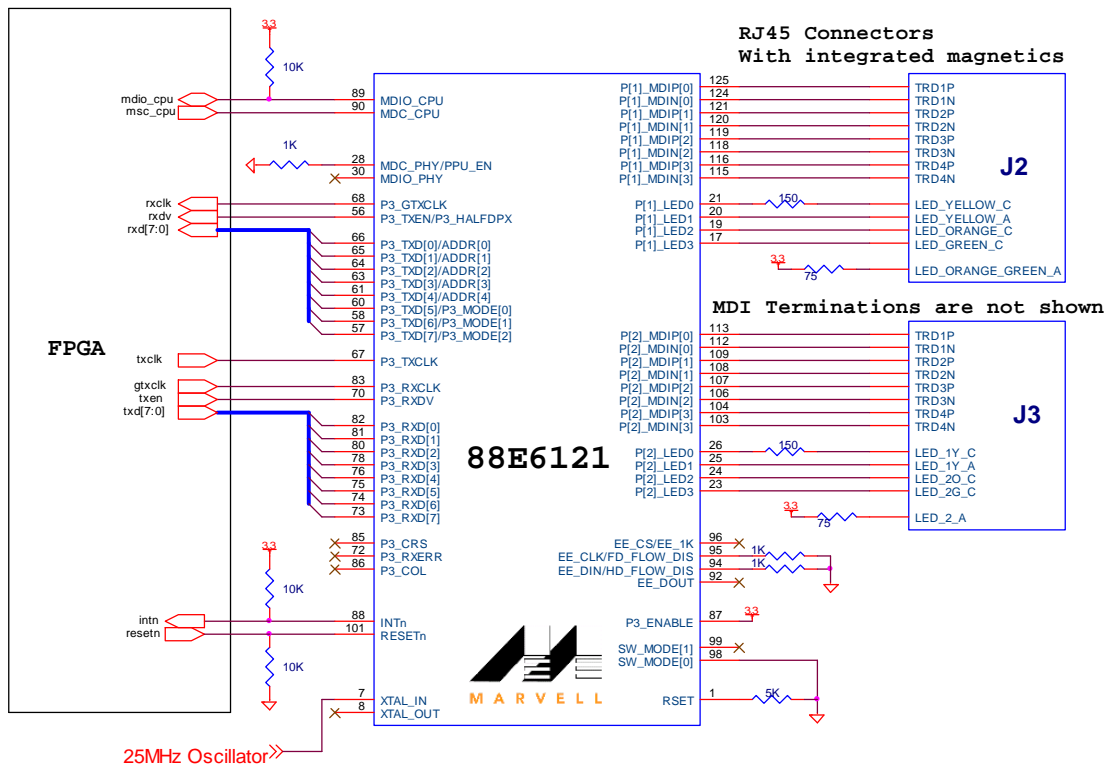 RJ45 Connectors
With integrated magnetics
FPGA
3.3
10K
mdio_cpu
msc_cpu
89
90
MDIO_CPU
MDC_CPU
1K
28
30
MDC_PHY/PPU_EN
MDIO_PHY
rxclk
rxdv
rxd[7:0]
68
56
P3_GTXCLK
P3_TXEN/P3_HALFDPX
66 P3_TXD[0]/ADDR[0]
65 P3_TXD[1]/ADDR[1]
64 P3_TXD[2]/ADDR[2]
63 P3_TXD[3]/ADDR[3]
61 P3_TXD[4]/ADDR[4]
60 P3_TXD[5]/P3_MODE[0]
58 P3_TXD[6]/P3_MODE[1]
57 P3_TXD[7]/P3_MODE[2]
txclk 67 P3_TXCLK
gtxclk 83 P3_RXCLK
txen 70 P3_RXDV
txd[7:0]
82 P3_RXD[0]
81 P3_RXD[1]
80 P3_RXD[2]
78 P3_RXD[3]
76 P3_RXD[4]
75 P3_RXD[5]
74 P3_RXD[6]
73 P3_RXD[7]
85 P3_CRS
72 P3_RXERR
86 P3_COL
3.3
10K
intn 88 INTn
resetn 101 RESETn
10K
7 XTAL_IN
8 XTAL_OUT
25MHz Oscillator
88E6121
MARVELL
P[1]_MDIP[0] 125 TRD1P
P[1]_MDIN[0] 124 TRD1N
P[1]_MDIP[1] 121 TRD2P
P[1]_MDIN[1] 120 TRD2N
P[1]_MDIP[2] 119 TRD3P
P[1]_MDIN[2] 118 TRD3N
P[1]_MDIP[3] 116 TRD4P
P[1]_MDIN[3] 115 TRD4N
J2
P[1]_LED0 21 150 LED_YELLOW_C
P[1]_LED1 20 LED_YELLOW_A
P[1]_LED2 19 LED_ORANGE_C
P[1]_LED3 17 LED_GREEN_C
3.3 75 LED_ORANGE_GREEN_A
MDI Terminations are not shown
P[2]_MDIP[0] 113 TRD1P
P[2]_MDIN[0] 112 TRD1N
P[2]_MDIP[1] 109 TRD2P
P[2]_MDIN[1] 108 TRD2N
P[2]_MDIP[2] 107 TRD3P
P[2]_MDIN[2] 106 TRD3N
P[2]_MDIP[3] 104 TRD4P
P[2]_MDIN[3] 103 TRD4N
J3
P[2]_LED0 26 150 LED_1Y_C
P[2]_LED1 25 LED_1Y_A
P[2]_LED2 24 LED_2O_C
P[2]_LED3 23 LED_2G_C
3.3 75 LED_2_A
EE_CS/EE_1K 96
EE_CLK/FD_FLOW_DIS 95 1K
EE_DIN/HD_FLOW_DIS 94 1K
EE_DOUT 92
P3_ENABLE 87 3.3
SW_MODE[1] 99
SW_MODE[0] 98
RSET 1 5K